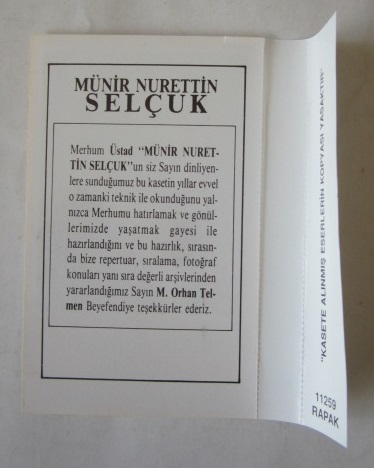 MÜNİR NURETTİN
SELÇUK
Merhum Üstad “MÜNİR NURET-
TİN SELÇUK”un siz Sayın dinliyen-
lere sunduğumuz bu kasetin yıllar evvel
o zamanki teknik ile okunduğunu yal-
nızca Merhumu hatırlamak ve gönül-
lerimizde yaşatmak gayesi ile
hazırlandığını ve bu hazırlık, sırasın-
da bize repertuar, sıralama, fotoğraf
konuları yanı sıra değerli arşivlerinden
yararlandığımız Sayın M. Orhan Tel-
men Beyefendiye teşekkürler ederiz.
"KASETE ALINMIŞ ESERLERİN KOPYASI YASAKTIR"
11259
RAPAK